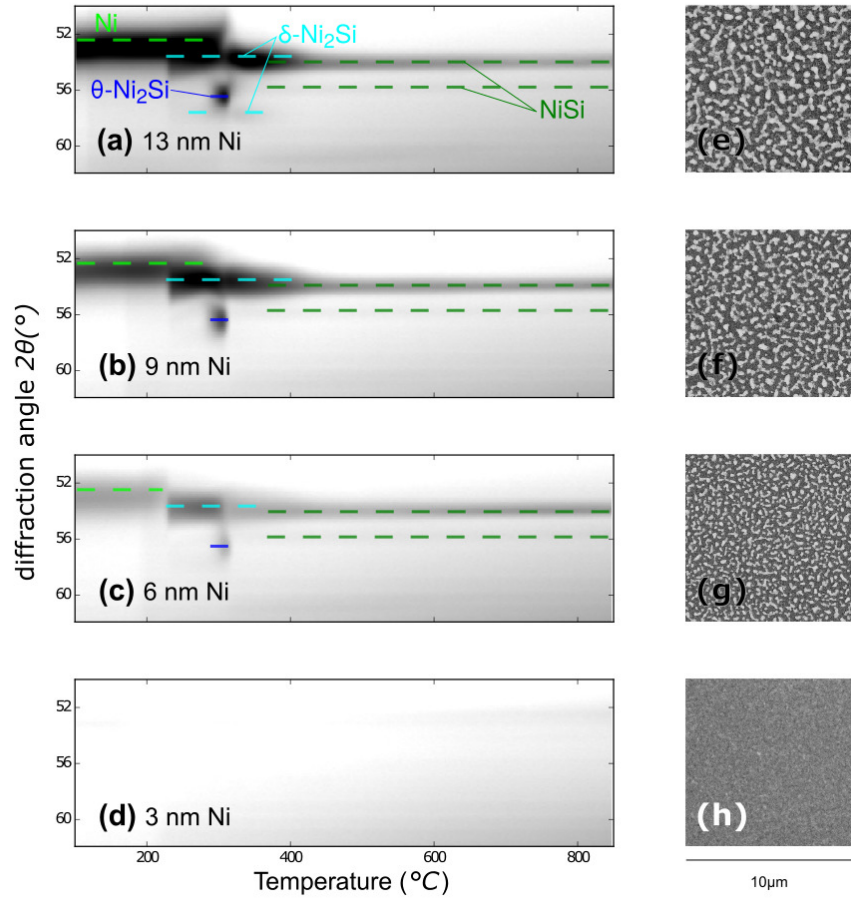 52
56
60
Ni
δ-Ni₂Si
θ-Ni₂Si
NiSi
(a) 13 nm Ni
(e)
52
56
60
(b) 9 nm Ni
(f)
52
56
60
(c) 6 nm Ni
(g)
52
56
60
(d) 3 nm Ni
(h)
diffraction angle 2θ(°)
200
400
600
800
Temperature (°C)
10μm